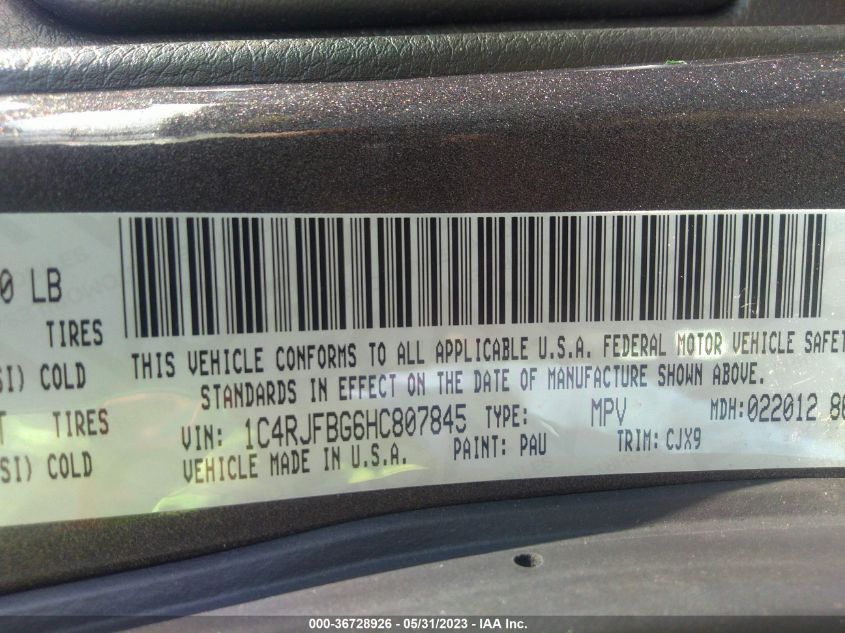 0 LB
TIRES
SI) COLD
TIRES
SI) COLD
THIS VEHICLE CONFORMS TO ALL APPLICABLE U.S.A. FEDERAL MOTOR VEHICLE SAFET
STANDARDS IN EFFECT ON THE DATE OF MANUFACTURE SHOWN ABOVE.
VIN: 1C4RJFBG6HC807845 TYPE: MPV MDH:022012
VEHICLE MADE IN U.S.A. PAINT: PAU TRIM: CJX9
000-36728926 - 05/31/2023 - IAA Inc.